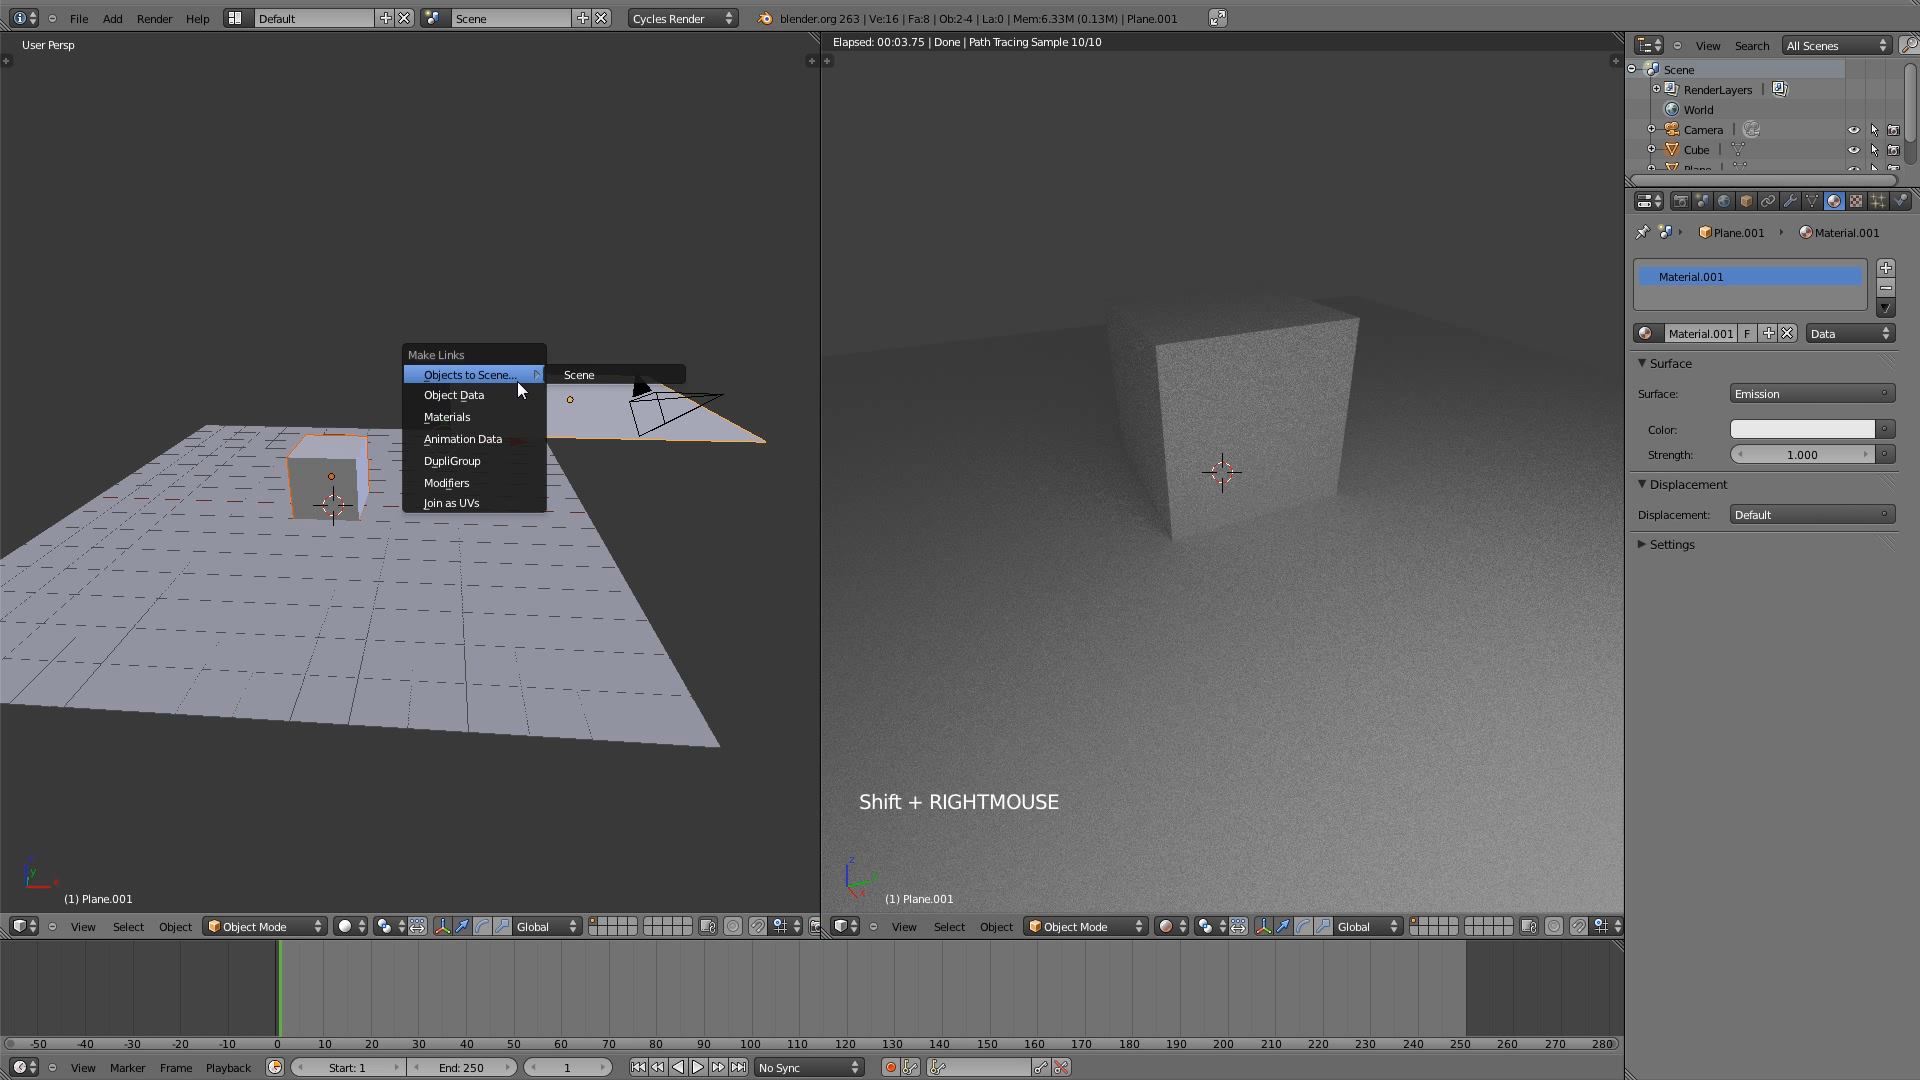 File Add Render Help Default Scene Cycles Render blender.org 263 | Ve:16 | Fa:8 | Ob:2-4 | La:0 | Mem:6.33M (0.13M) | Plane.001
User Persp
Elapsed: 00:03.75 | Done | Path Tracing Sample 10/10
View Search All Scenes
Scene
RenderLayers
World
Camera
Cube
Plane
Plane.001 Material.001
Material.001
Material.001 F Data
Surface
Surface: Emission
Color:
Strength: 1.000
Displacement
Displacement: Default
Settings
Make Links
Objects to Scene... Scene
Object Data
Materials
Animation Data
DupliGroup
Modifiers
Join as UVs
Shift + RIGHTMOUSE
(1) Plane.001
(1) Plane.001
View Select Object Object Mode Global
View Select Object Object Mode Global
-50 -40 -30 -20 -10 0 10 20 30 40 50 60 70 80 90 100 110 120 130 140 150 160 170 180 190 200 210 220 230 240 250 260 270 280
View Marker Frame Playback Start: 1 End: 250 1 No Sync